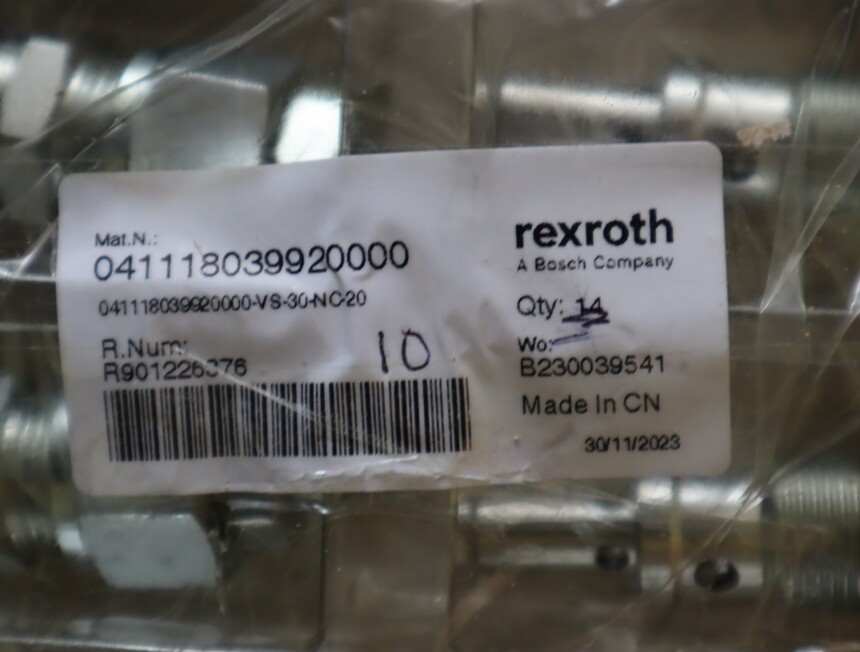 Mat.N.:
041118039920000
041118039920000-VS-30-NC-20
R.Num:
R901226376
10
rexroth
A Bosch Company
Qty: 14
Wo:
B230039541
Made In CN
30/11/2023